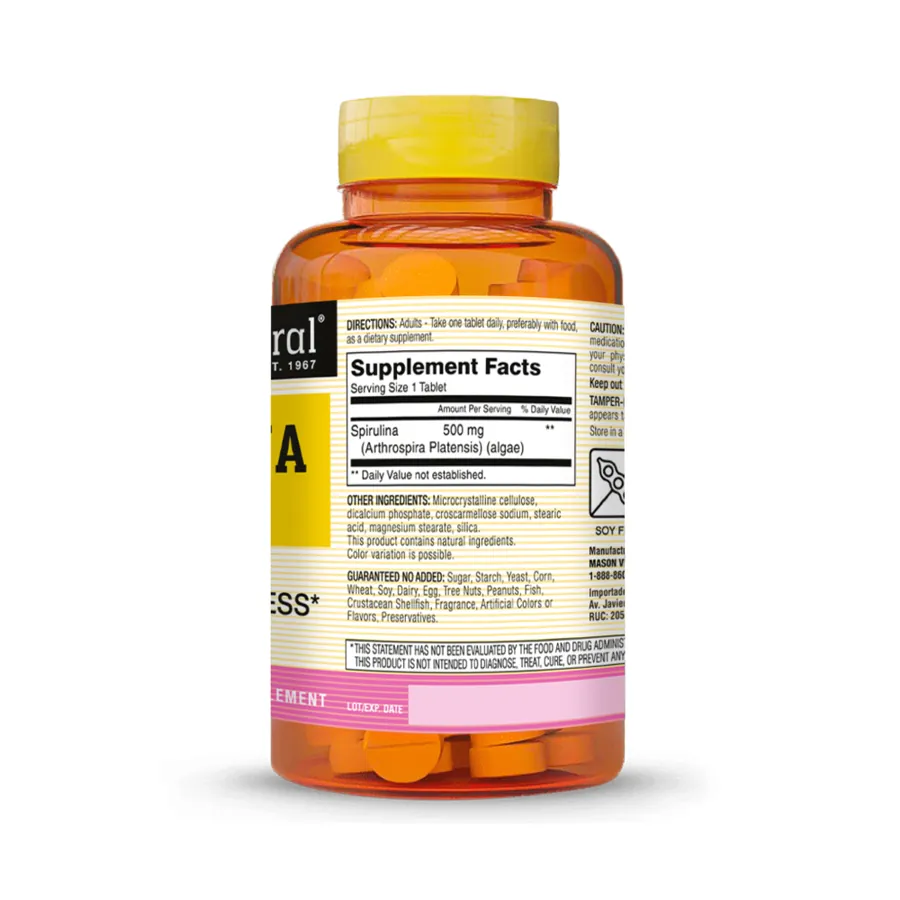 ral®
T. 1967
A
ESS*
LEMENT
DIRECTIONS: Adults - Take one tablet daily, preferably with food,
as a dietary supplement.
Supplement Facts
Serving Size 1 Tablet
Amount Per Serving % Daily Value
Spirulina 500 mg **
(Arthrospira Platensis) (algae)
** Daily Value not established.
OTHER INGREDIENTS: Microcrystalline cellulose,
dicalcium phosphate, croscarmellose sodium, stearic
acid, magnesium stearate, silica.
This product contains natural ingredients.
Color variation is possible.
GUARANTEED NO ADDED: Sugar, Starch, Yeast, Corn,
Wheat, Soy, Dairy, Egg, Tree Nuts, Peanuts, Fish,
Crustacean Shellfish, Fragrance, Artificial Colors or
Flavors, Preservatives.
*THIS STATEMENT HAS NOT BEEN EVALUATED BY THE FOOD AND DRUG ADMINIST
THIS PRODUCT IS NOT INTENDED TO DIAGNOSE, TREAT, CURE, OR PREVENT ANY
LOT/EXP. DATE
CAUTION:
medicatio
your phys
consult yo
Keep out
TAMPER-
appears t
Store in a
SOY F
Manufactu
MASON V
1-888-860
Importade
Av. Javie
RUC: 205